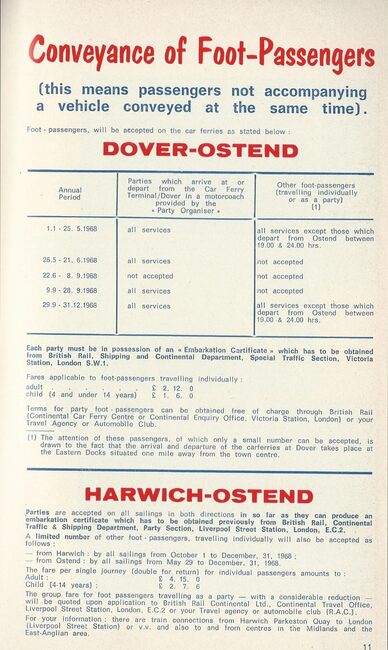 Conveyance of Foot-Passengers
(this means passengers not accompanying
a vehicle conveyed at the same time).
Foot - passengers, will be accepted on the car ferries as stated below :
DOVER-OSTEND
Annual
Period
Parties which arrive at or
depart from the Car Ferry
Terminal/Dover in a motorcoach
provided by the
« Party Organiser »
Other foot-passengers
(travelling individually
or as a party)
(1)
1.1 - 25. 5.1968 all services all services except those which
depart from Ostend between
19.00 & 24.00 hrs.
26.5 - 21. 6.1968 all services not accepted
22.6 - 8. 9.1968 not accepted not accepted
9.9 - 28. 9.1968 all services not accepted
29.9 - 31.12.1968 all services all services except those which
depart from Ostend between
19.00 & 24.00 hrs.
Each party must be in possession of an « Embarkation Certificate » which has to be obtained
from British Rail, Shipping and Continental Department, Special Traffic Section, Victoria
Station, London S.W.1.
Fares applicable to foot-passengers travelling individually :
adult . . . . . . £ 2. 12. 0
child (4 and under 14 years) £ 1. 6. 0
Terms for party foot - passengers can be obtained free of charge through British Rail
(Continental Car Ferry Centre or Continental Enquiry Office, Victoria Station, London) or your
Travel Agency or Automobile Club.
(1) The attention of these passengers, of which only a small number can be accepted, is
drawn to the fact that the arrival and departure of the carferries at Dover takes place at
the Eastern Docks situated one mile away from the town centre.
HARWICH-OSTEND
Parties are accepted on all sailings in both directions in so far as they can produce an
embarkation certificate which has to be obtained previously from British Rail, Continental
Traffic & Shipping Department, Party Section, Liverpool Street Station, London, E.C.2.
A limited number of other foot - passengers, travelling individually will also be accepted as
follows :
— from Harwich : by all sailings from October 1 to December, 31, 1968 ;
— from Ostend : by all sailings from May 29 to December, 31, 1968.
The fare per single journey (double for return) for individual passengers amounts to :
Adult : £ 4. 15. 0
Child (4-14 years) : £ 2. 7. 6
The group fare for foot passengers travelling as a party — with a considerable reduction —
will be quoted upon application to British Rail Continental Ltd., Continental Travel Office,
Liverpool Street Station, London, E.C.2 or your Travel Agency or automobile club (R.A.C.).
For your information : there are train connections from Harwich Parkeston Quay to London
(Liverpool Street Station) or v.v. and also to and from centres in the Midlands and the
East-Anglian area.
11